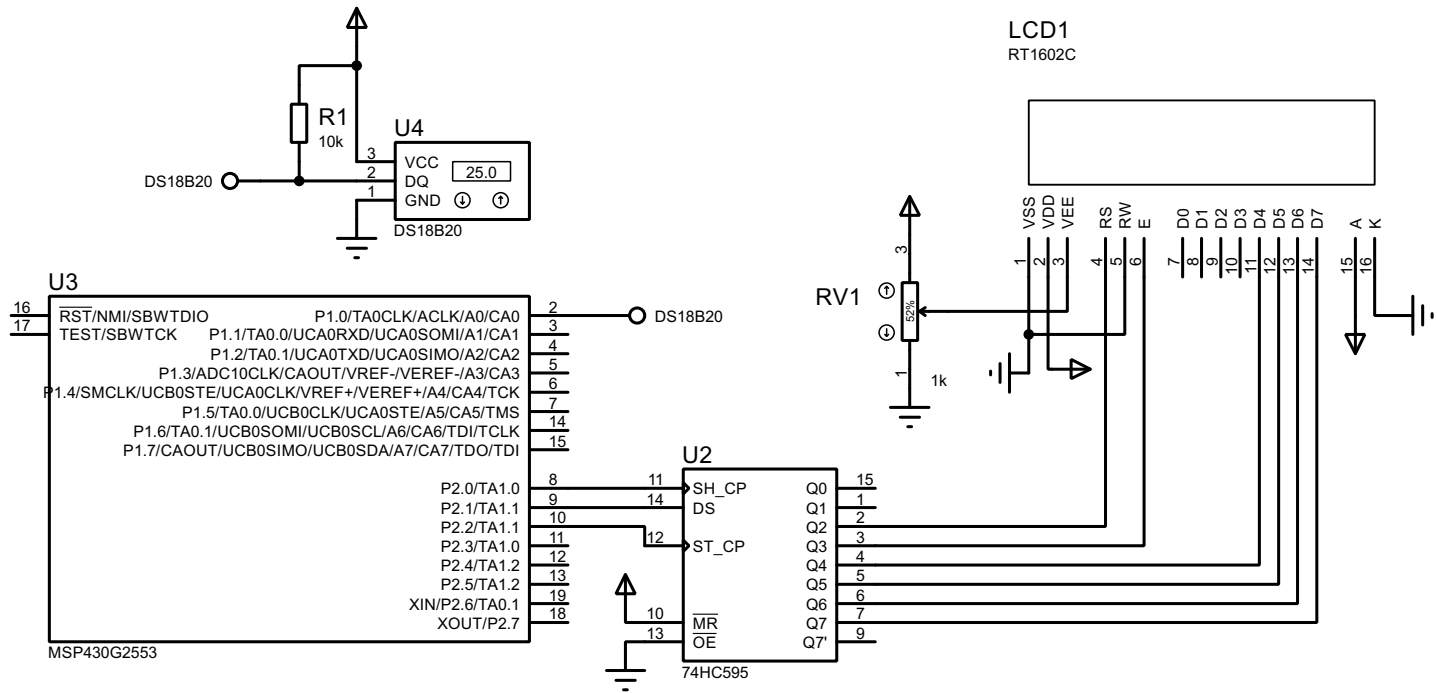 LCD1
RT1602C
R1
10k
U4
3 VCC
2 DQ
1 GND
25.0
DS18B20
DS18B20
VSS
VDD
VEE
RS
RW
E
D0
D1
D2
D3
D4
D5
D6
D7
A
K
1
2
3
4
5
6
7
8
9
10
11
12
13
14
15
16
RV1
3
52%
1
1k
U3
16 RST/NMI/SBWTDIO
17 TEST/SBWTCK
P1.0/TA0CLK/ACLK/A0/CA0 2
DS18B20
P1.1/TA0.0/UCA0RXD/UCA0SOMI/A1/CA1 3
P1.2/TA0.1/UCA0TXD/UCA0SIMO/A2/CA2 4
P1.3/ADC10CLK/CAOUT/VREF-/VEREF-/A3/CA3 5
P1.4/SMCLK/UCB0STE/UCA0CLK/VREF+/VEREF+/A4/CA4/TCK 6
P1.5/TA0.0/UCB0CLK/UCA0STE/A5/CA5/TMS 7
P1.6/TA0.1/UCB0SOMI/UCB0SCL/A6/CA6/TDI/TCLK 14
P1.7/CAOUT/UCB0SIMO/UCB0SDA/A7/CA7/TDO/TDI 15
P2.0/TA1.0 8
P2.1/TA1.1 9
P2.2/TA1.1 10
P2.3/TA1.0 11
P2.4/TA1.2 12
P2.5/TA1.2 13
XIN/P2.6/TA0.1 19
XOUT/P2.7 18
MSP430G2553
U2
11 SH_CP
14 DS
12 ST_CP
10 MR
13 OE
Q0 15
Q1 1
Q2 2
Q3 3
Q4 4
Q5 5
Q6 6
Q7 7
Q7' 9
74HC595